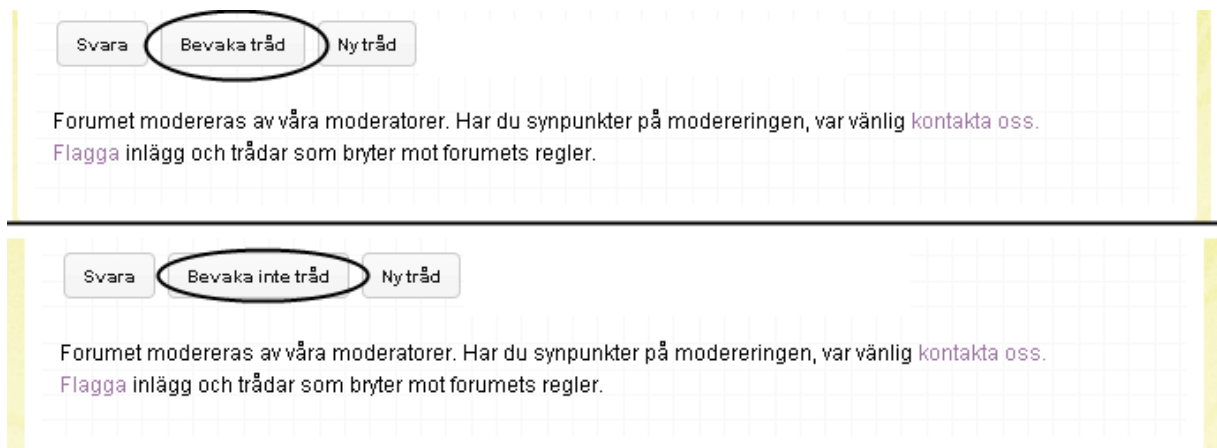 Svara Bevaka tråd Ny tråd
Forumet modereras av våra moderatorer. Har du synpunkter på modereringen, var vänlig kontakta oss.
Flagga inlägg och trådar som bryter mot forumets regler.
Svara Bevaka inte tråd Ny tråd
Forumet modereras av våra moderatorer. Har du synpunkter på modereringen, var vänlig kontakta oss.
Flagga inlägg och trådar som bryter mot forumets regler.